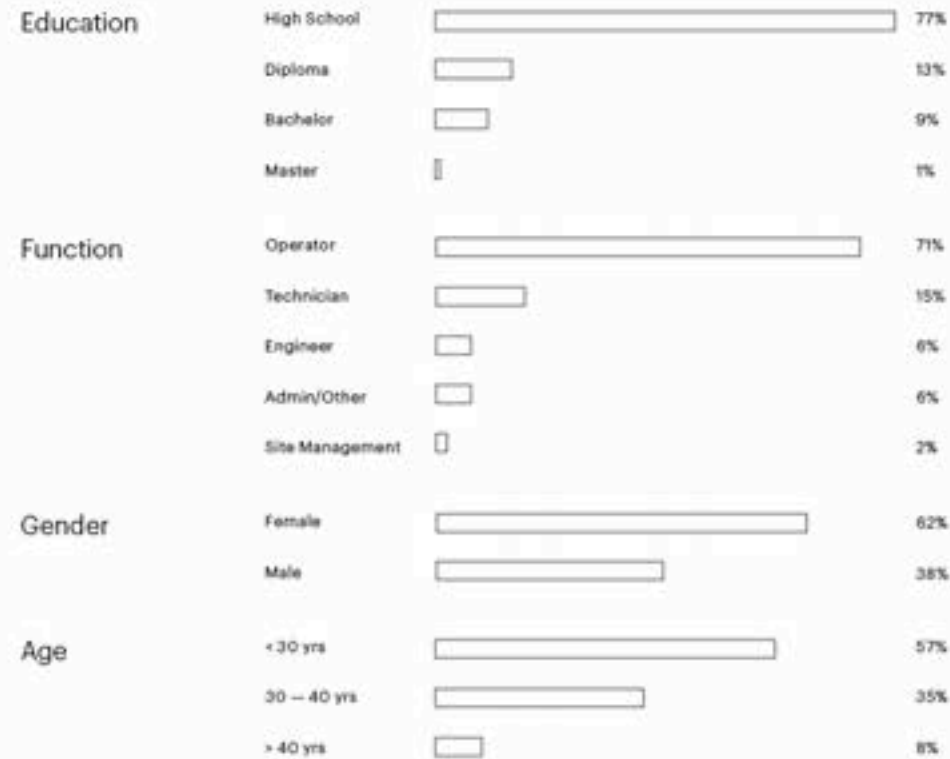 Education High School 77%
Diploma 13%
Bachelor 9%
Master 1%
Function Operator 71%
Technician 15%
Engineer 6%
Admin/Other 6%
Site Management 2%
Gender Female 62%
Male 38%
Age <30 yrs 57%
30 — 40 yrs 35%
> 40 yrs 8%